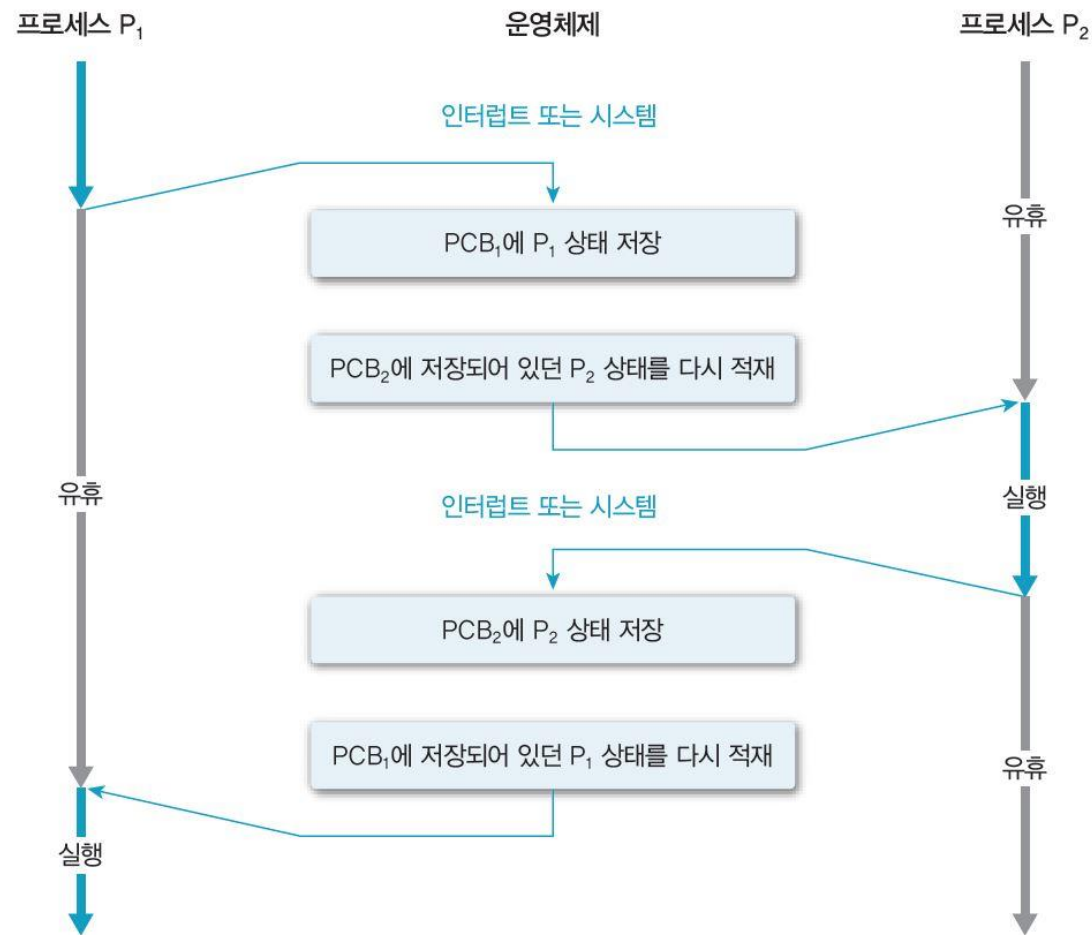 프로세스 P₁
운영체제
프로세스 P₂
인터럽트 또는 시스템
PCB₁에 P₁ 상태 저장
유휴
PCB₂에 저장되어 있던 P₂ 상태를 다시 적재
유휴
실행
인터럽트 또는 시스템
PCB₂에 P₂ 상태 저장
PCB₁에 저장되어 있던 P₁ 상태를 다시 적재
유휴
실행